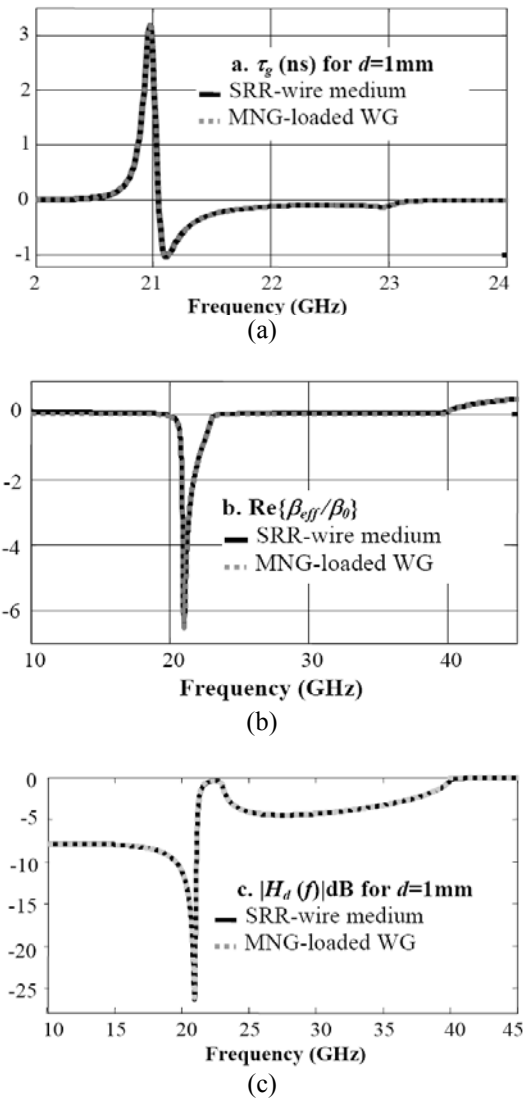 3
2
1
0
-1
a. τg (ns) for d=1mm
SRR-wire medium
MNG-loaded WG
2 21 22 23 24
Frequency (GHz)
(a)
0
-2
-4
-6
b. Re{βeff/β0}
SRR-wire medium
MNG-loaded WG
10 20 30 40
Frequency (GHz)
(b)
0
-5
-10
-15
-20
-25
c. |Hd (f)|dB for d=1mm
SRR-wire medium
MNG-loaded WG
10 15 20 25 30 35 40 45
Frequency (GHz)
(c)